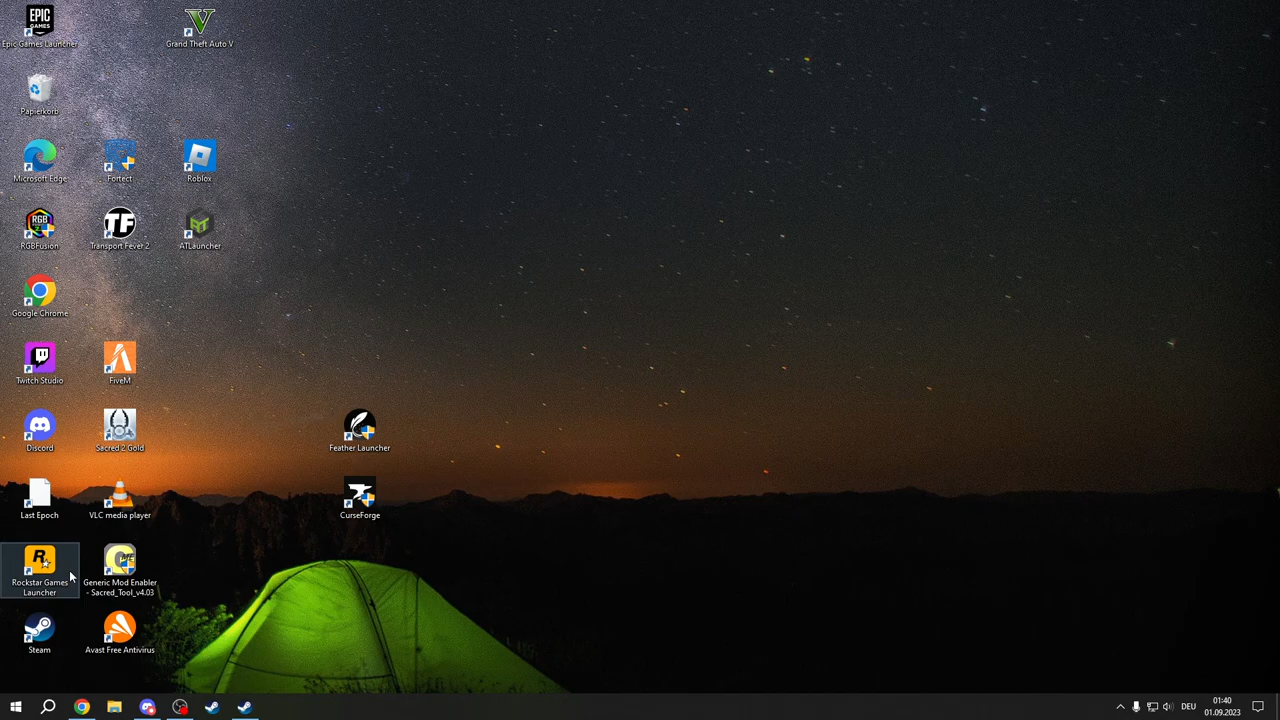 EPIC
GAMES
Epic Games Launcher
Grand Theft Auto V
Papierkorb
Microsoft Edge
Fortect
Roblox
RGB
RGBFusion
TF
Transport Fever 2
ATLauncher
Google Chrome
Twitch Studio
FiveM
Discord
Sacred 2 Gold
Feather Launcher
Last Epoch
VLC media player
CurseForge
R
Rockstar Games
Launcher
Generic Mod Enabler
- Sacred_Tool_v4.03
Steam
Avast Free Antivirus
DEU
01:40
01.09.2023